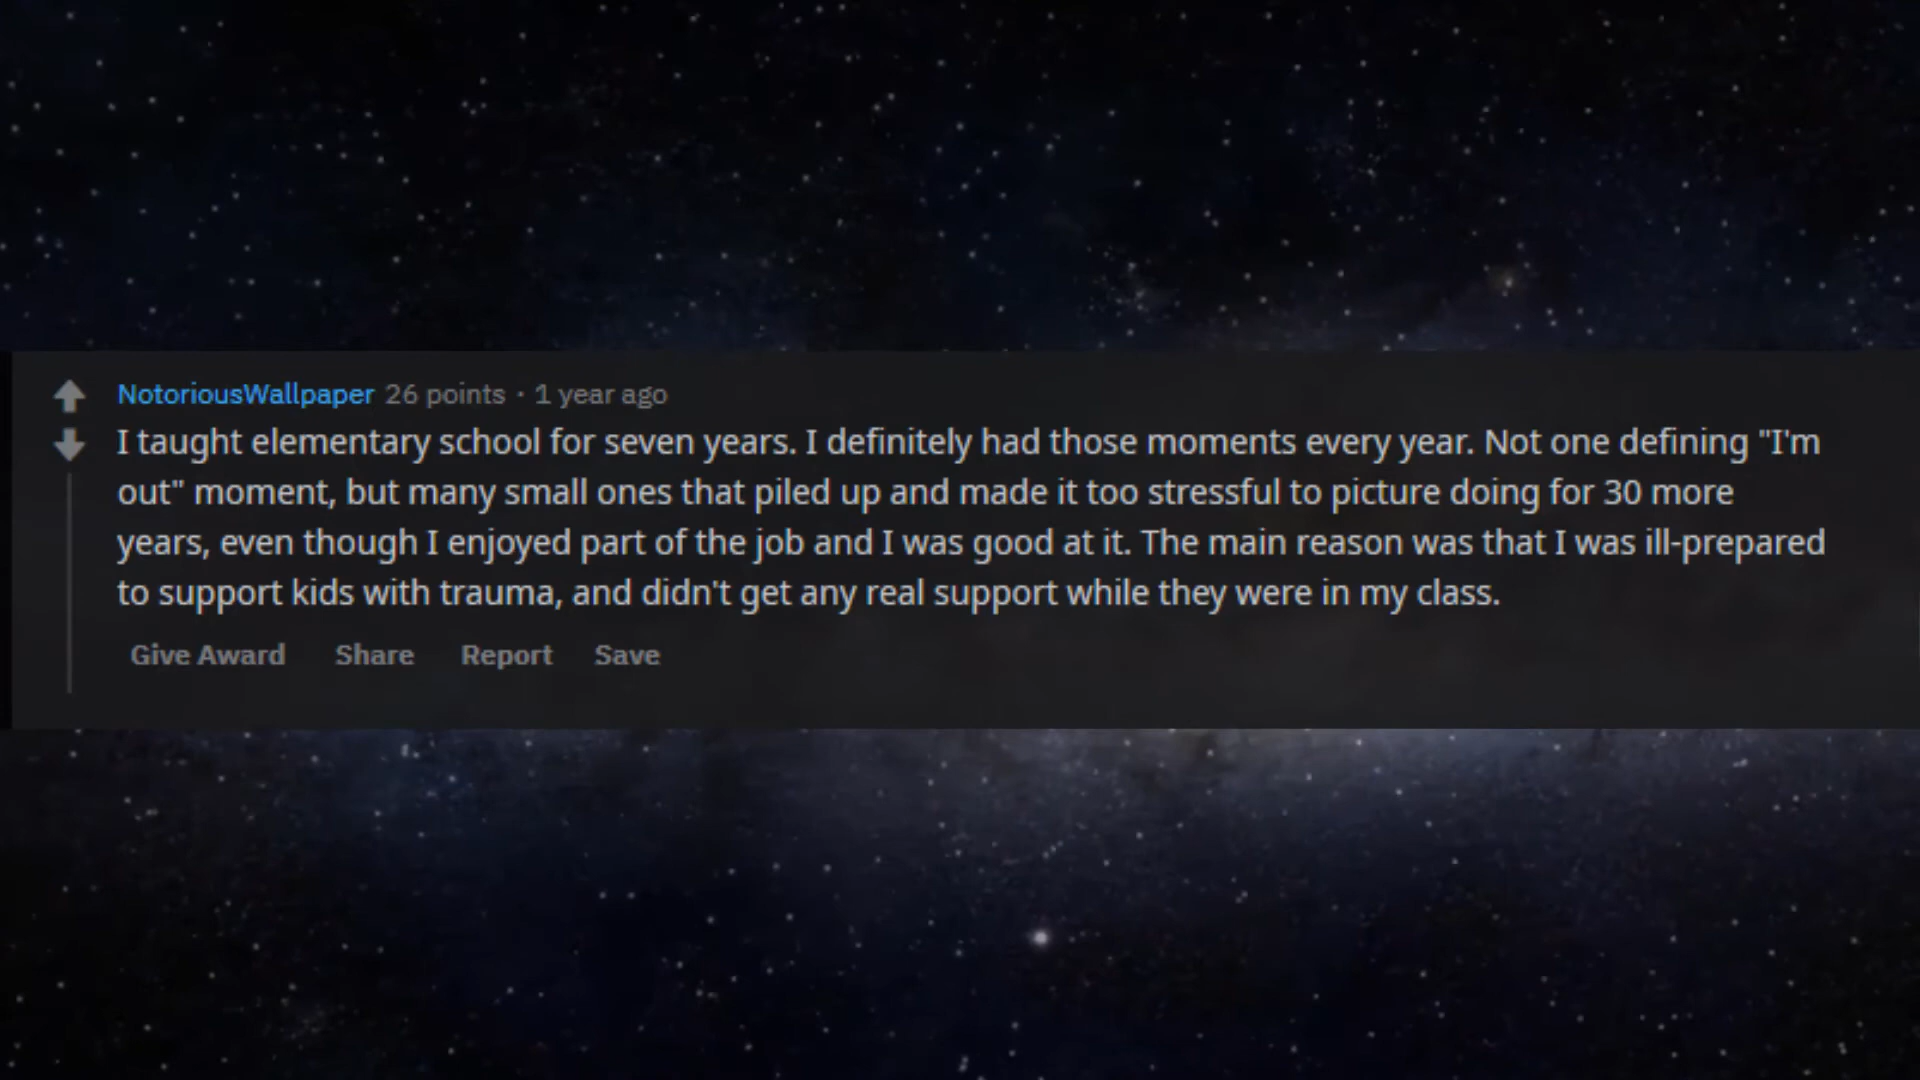 NotoriousWallpaper 26 points · 1 year ago
I taught elementary school for seven years. I definitely had those moments every year. Not one defining "I'm
out" moment, but many small ones that piled up and made it too stressful to picture doing for 30 more
years, even though I enjoyed part of the job and I was good at it. The main reason was that I was ill-prepared
to support kids with trauma, and didn't get any real support while they were in my class.
Give Award Share Report Save